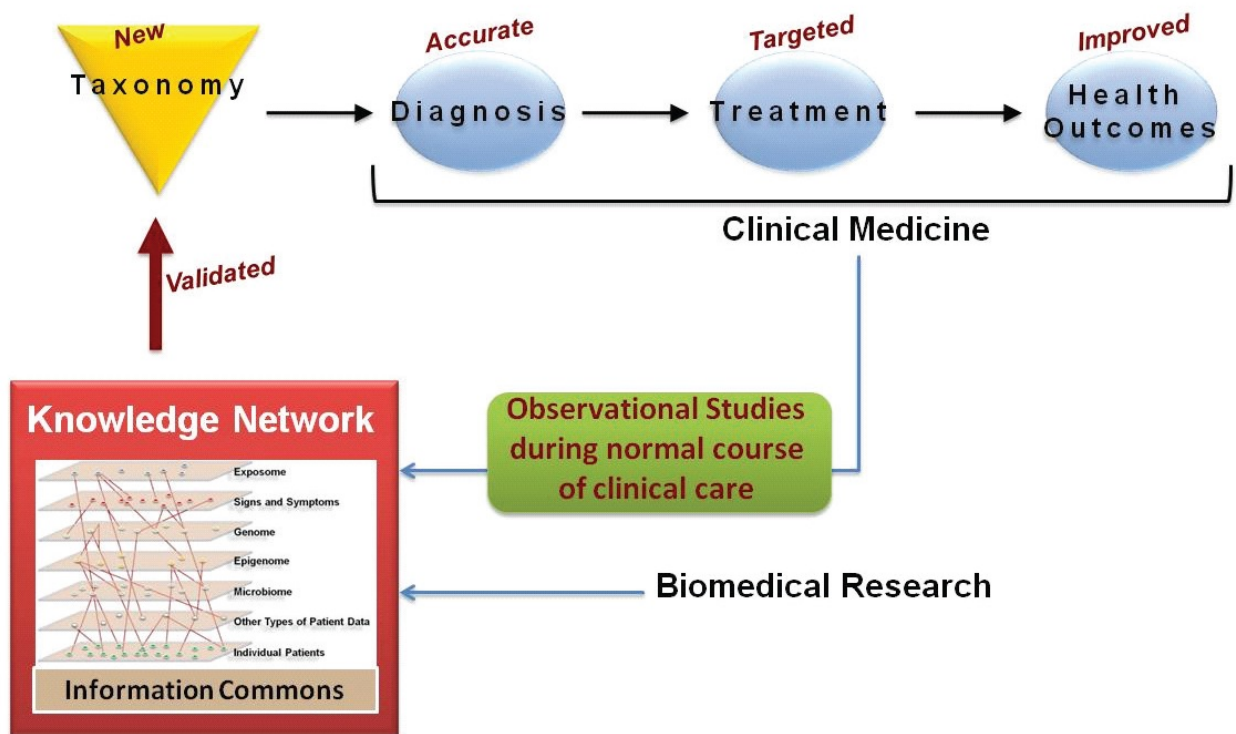 New
Taxonomy
Accurate
Diagnosis
Targeted
Treatment
Improved
Health
Outcomes
Clinical Medicine
Validated
Knowledge Network
Exposome
Signs and Symptoms
Genome
Epigenome
Microbiome
Other Types of Patient Data
Individual Patients
Information Commons
Observational Studies
during normal course
of clinical care
Biomedical Research